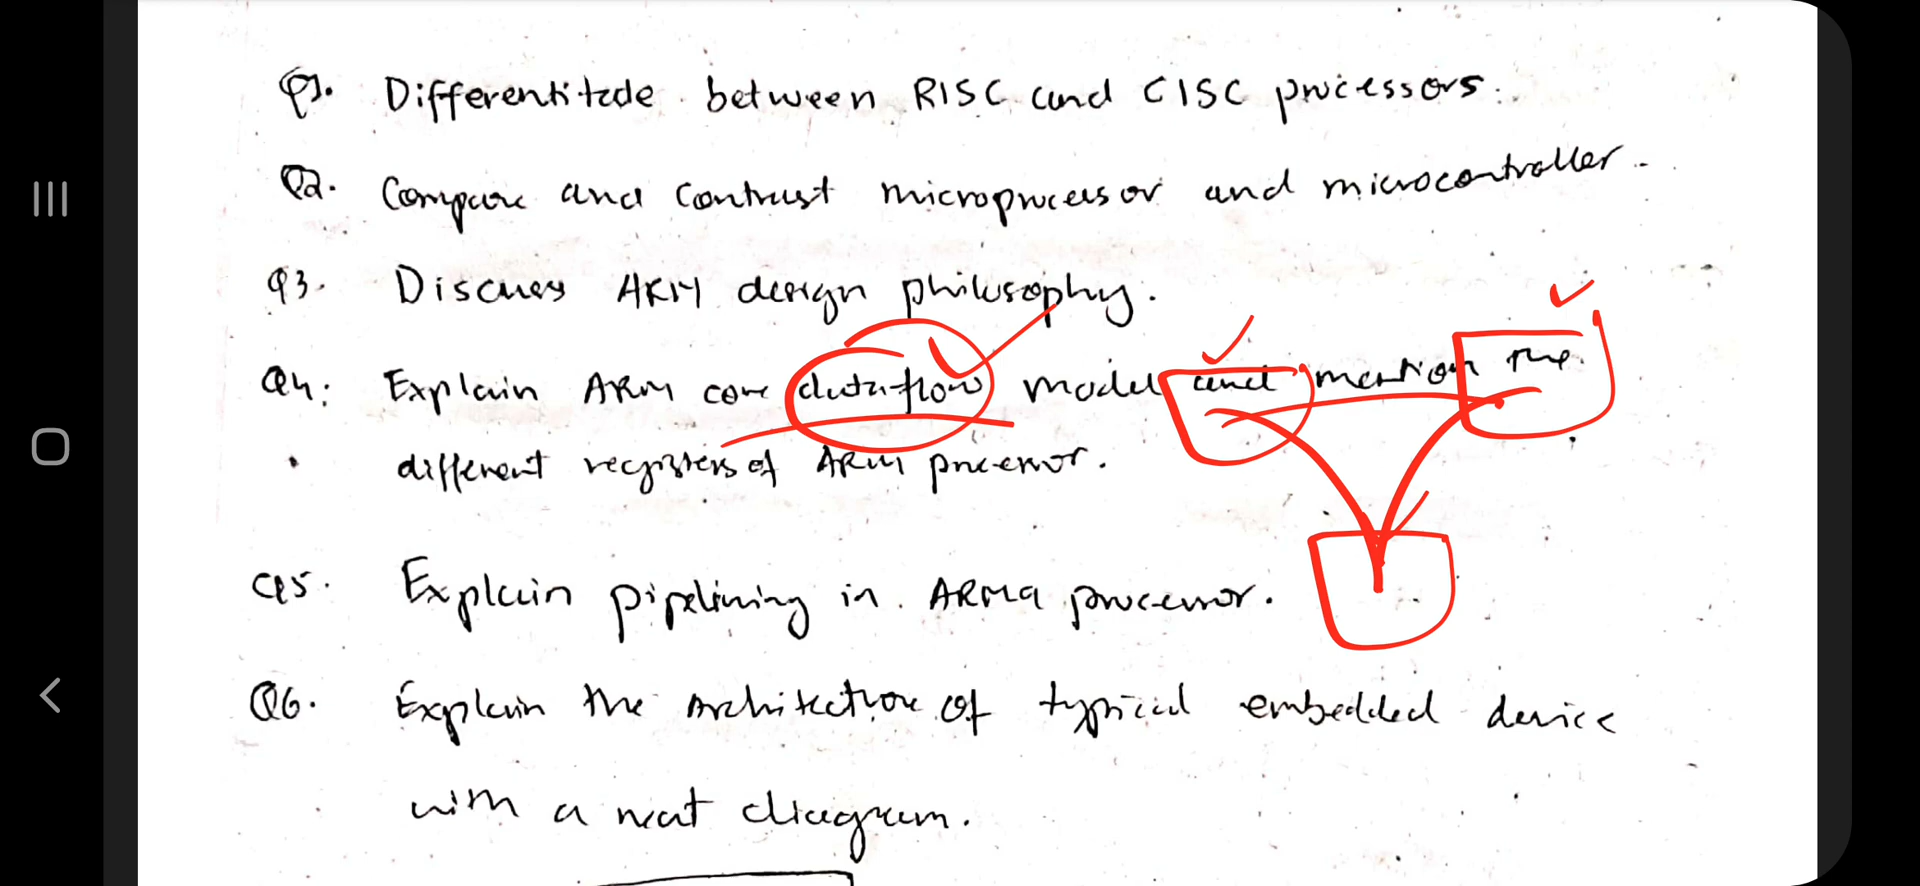 Q1. Differentitade between RISC and CISC processors.
Q2. Compare and contrast microprocessor and microcontroller.
Q3. Discuss ARM design philosophy.
Q4: Explain ARM core dataflow model and mention the
different registers of ARM processor.
Q5. Explain pipelining in ARM9 processor.
Q6. Explain the Architecture of typical embedded device
with a neat diagram.